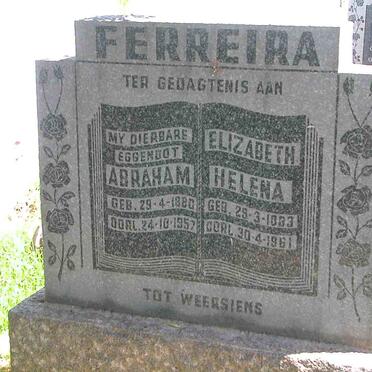 FERREIRA
TER GEDAGTENIS AAN
MY DIERBARE
EGGENOOT
ABRAHAM
GEB. 29-4-1880
OORL. 24-10-1957
ELIZABETH
HELENA
GEB. 29-3-1883
OORL. 30-4-1961
TOT WEERSIENS